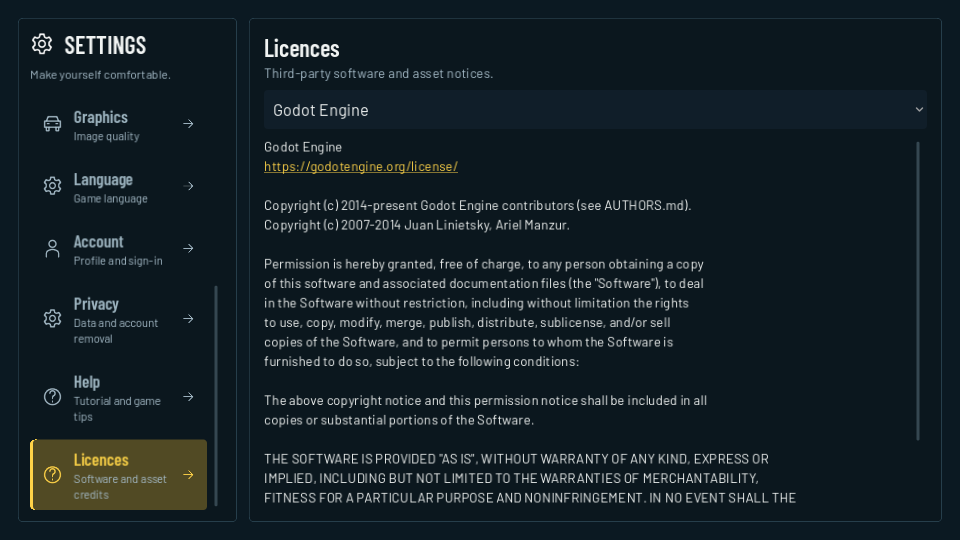 SETTINGS
Make yourself comfortable.
Graphics
Image quality
Language
Game language
Account
Profile and sign-in
Privacy
Data and account
removal
Help
Tutorial and game
tips
Licences
Software and asset
credits
Licences
Third-party software and asset notices.
Godot Engine
Godot Engine
https://godotengine.org/license/
Copyright (c) 2014-present Godot Engine contributors (see AUTHORS.md).
Copyright (c) 2007-2014 Juan Linietsky, Ariel Manzur.
Permission is hereby granted, free of charge, to any person obtaining a copy
of this software and associated documentation files (the "Software"), to deal
in the Software without restriction, including without limitation the rights
to use, copy, modify, merge, publish, distribute, sublicense, and/or sell
copies of the Software, and to permit persons to whom the Software is
furnished to do so, subject to the following conditions:
The above copyright notice and this permission notice shall be included in all
copies or substantial portions of the Software.
THE SOFTWARE IS PROVIDED "AS IS", WITHOUT WARRANTY OF ANY KIND, EXPRESS OR
IMPLIED, INCLUDING BUT NOT LIMITED TO THE WARRANTIES OF MERCHANTABILITY,
FITNESS FOR A PARTICULAR PURPOSE AND NONINFRINGEMENT. IN NO EVENT SHALL THE